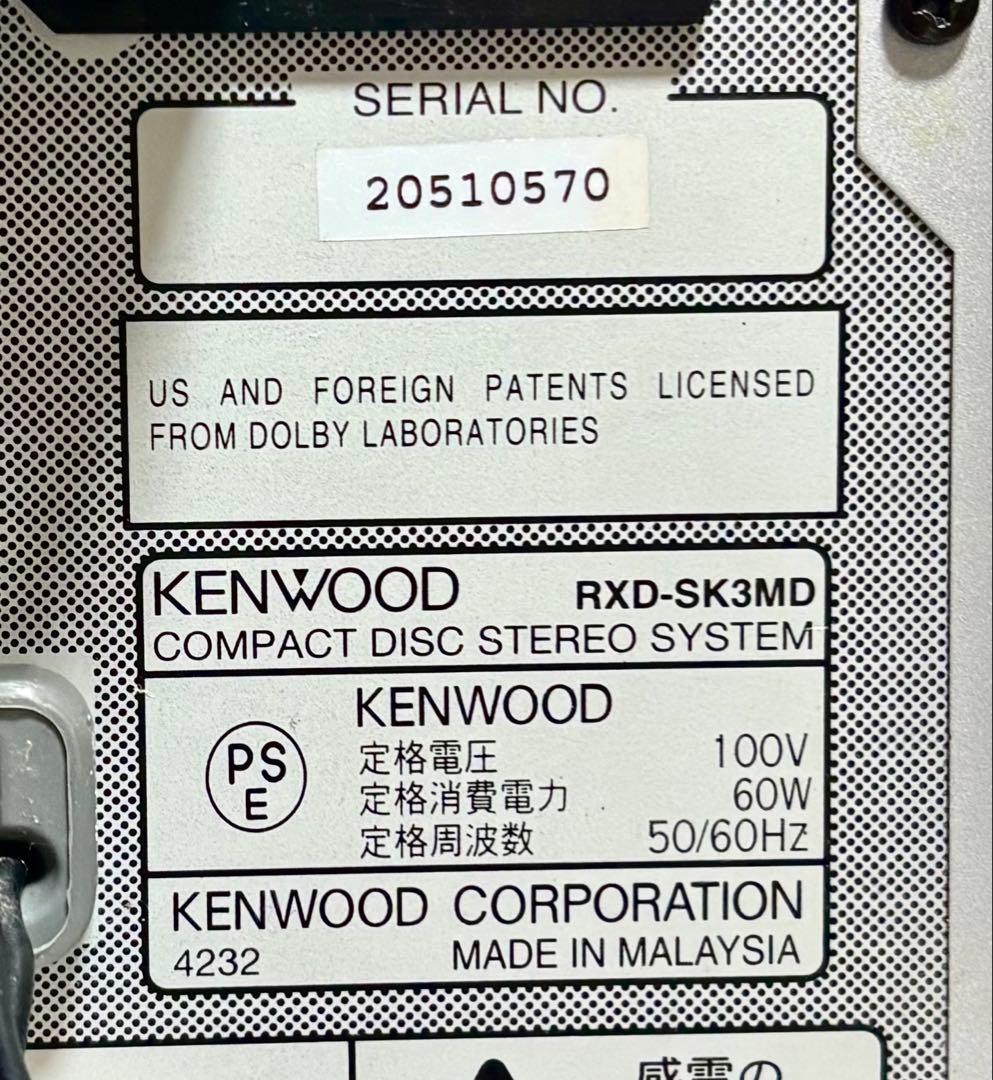 SERIAL NO.
20510570
US AND FOREIGN PATENTS LICENSED
FROM DOLBY LABORATORIES
KENWOOD RXD-SK3MD
COMPACT DISC STEREO SYSTEM
PS
E
KENWOOD
定格電圧 100V
定格消費電力 60W
定格周波数 50/60Hz
KENWOOD CORPORATION
4232 MADE IN MALAYSIA
感電の